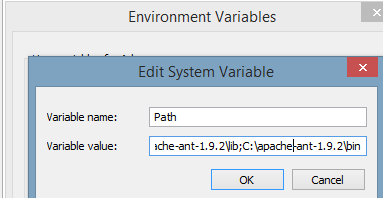 Environment Variables
Edit System Variable
Variable name: Path
Variable value: ache-ant-1.9.2\lib;C:\apache-ant-1.9.2\bin
OK Cancel